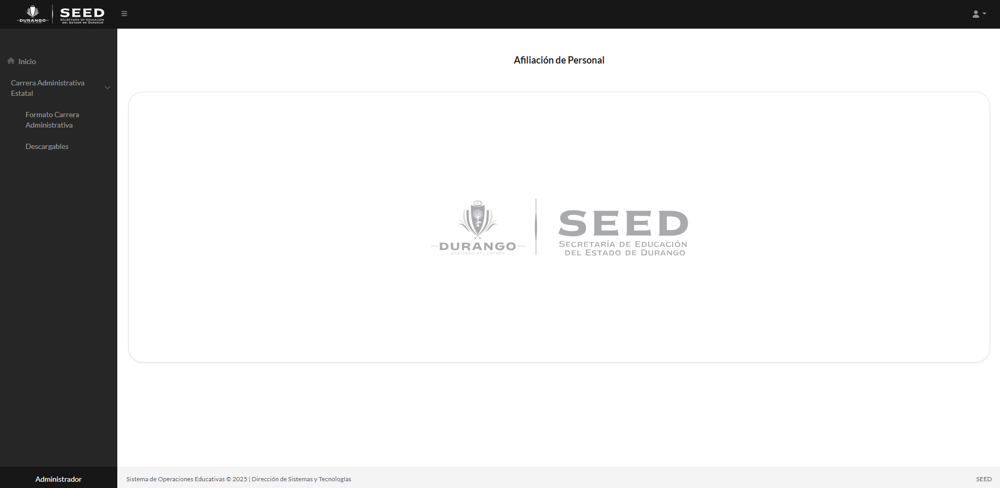 DURANGO
SEED
SECRETARÍA DE EDUCACIÓN
DEL ESTADO DE DURANGO
Inicio
Carrera Administrativa
Estatal
Formato Carrera
Administrativa
Descargables
Administrador
Afiliación de Personal
DURANGO
GOBIERNO DEL ESTADO
SEED
SECRETARÍA DE EDUCACIÓN
DEL ESTADO DE DURANGO
Sistema de Operaciones Educativas © 2025 | Dirección de Sistemas y Tecnologías
SEED